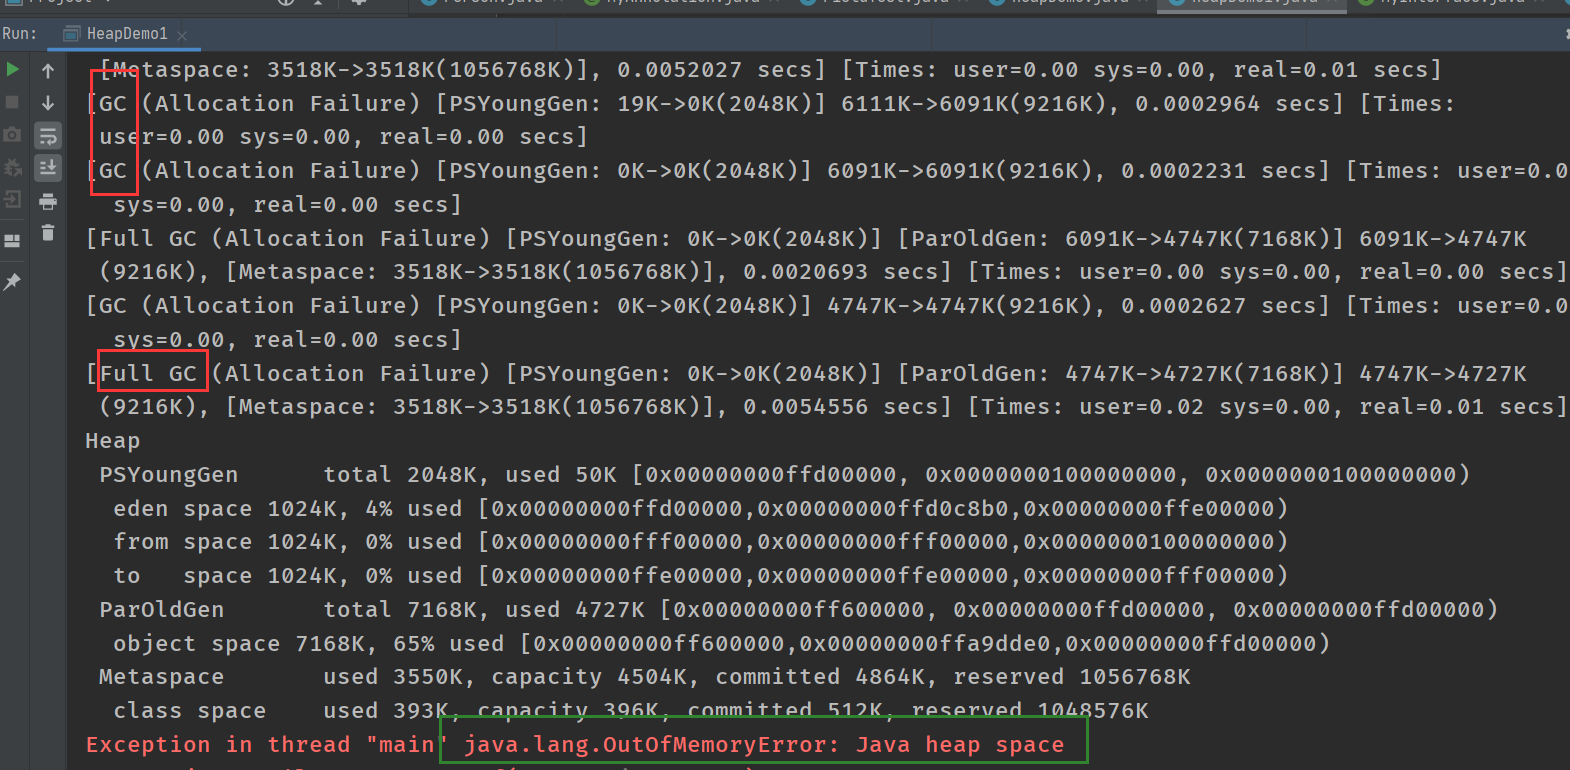 Run: HeapDemo1
[Metaspace: 3518K->3518K(1056768K)], 0.0052027 secs] [Times: user=0.00 sys=0.00, real=0.01 secs]
[GC (Allocation Failure) [PSYoungGen: 19K->0K(2048K)] 6111K->6091K(9216K), 0.0002964 secs] [Times:
user=0.00 sys=0.00, real=0.00 secs]
[GC (Allocation Failure) [PSYoungGen: 0K->0K(2048K)] 6091K->6091K(9216K), 0.0002231 secs] [Times: user=0.0
sys=0.00, real=0.00 secs]
[Full GC (Allocation Failure) [PSYoungGen: 0K->0K(2048K)] [ParOldGen: 6091K->4747K(7168K)] 6091K->4747K
(9216K), [Metaspace: 3518K->3518K(1056768K)], 0.0020693 secs] [Times: user=0.00 sys=0.00, real=0.00 secs]
[GC (Allocation Failure) [PSYoungGen: 0K->0K(2048K)] 4747K->4747K(9216K), 0.0002627 secs] [Times: user=0.0
sys=0.00, real=0.00 secs]
[Full GC (Allocation Failure) [PSYoungGen: 0K->0K(2048K)] [ParOldGen: 4747K->4727K(7168K)] 4747K->4727K
(9216K), [Metaspace: 3518K->3518K(1056768K)], 0.0054556 secs] [Times: user=0.02 sys=0.00, real=0.01 secs]
Heap
PSYoungGen total 2048K, used 50K [0x00000000ffd00000, 0x0000000100000000, 0x0000000100000000)
eden space 1024K, 4% used [0x00000000ffd00000,0x00000000ffd0c8b0,0x00000000ffe00000)
from space 1024K, 0% used [0x00000000fff00000,0x00000000fff00000,0x0000000100000000)
to space 1024K, 0% used [0x00000000ffe00000,0x00000000ffe00000,0x00000000fff00000)
ParOldGen total 7168K, used 4727K [0x00000000ff600000, 0x00000000ffd00000, 0x00000000ffd00000)
object space 7168K, 65% used [0x00000000ff600000,0x00000000ffa9dde0,0x00000000ffd00000)
Metaspace used 3550K, capacity 4504K, committed 4864K, reserved 1056768K
class space used 393K, capacity 396K, committed 512K, reserved 1048576K
Exception in thread "main" java.lang.OutOfMemoryError: Java heap space